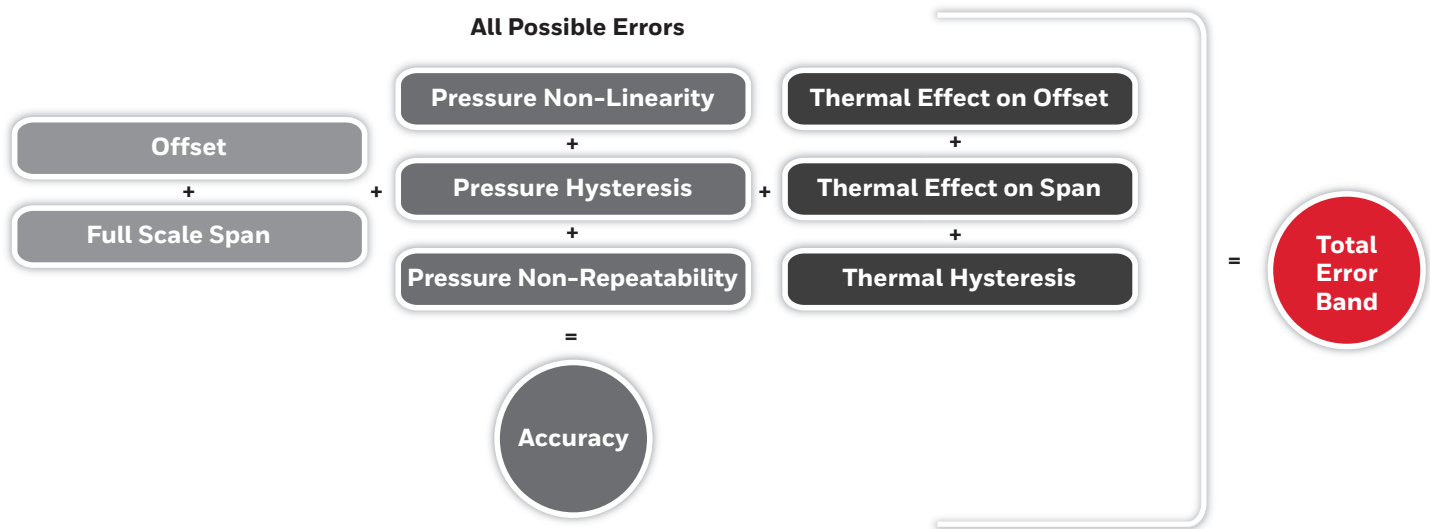 All Possible Errors
Offset
+
Full Scale Span
+
Pressure Non-Linearity
+
Pressure Hysteresis
+
Pressure Non-Repeatability
=
Accuracy
+
Thermal Effect on Offset
+
Thermal Effect on Span
+
Thermal Hysteresis
=
Total
Error
Band